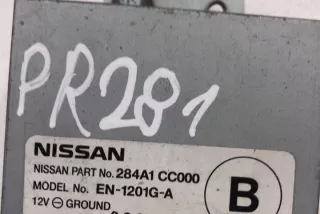 PR281
NISSAN
NISSAN PART No. 284A1 CC000
MODEL No. EN-1201G-A
B
12V ⊖ GROUND